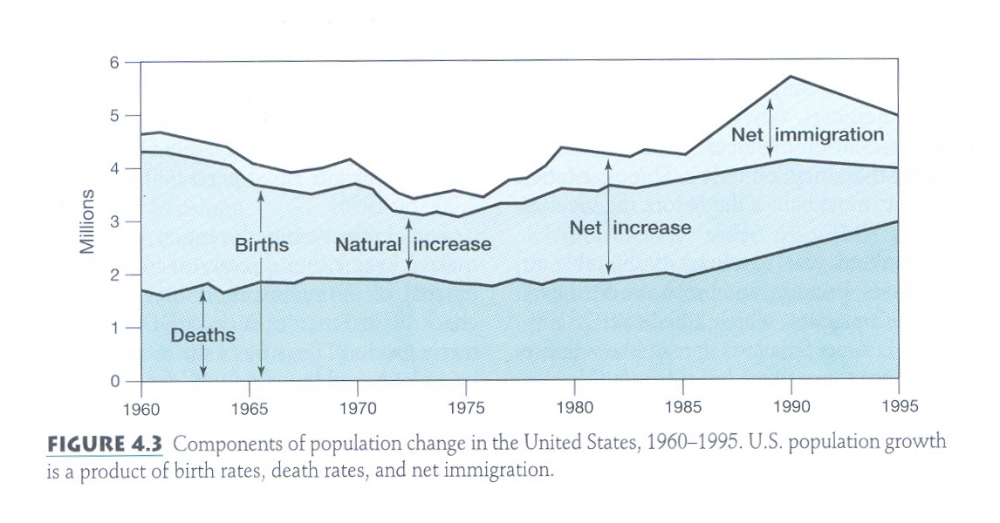 6
5
4
3
2
1
0
Millions
Net immigration
Net increase
Births
Natural increase
Deaths
1960 1965 1970 1975 1980 1985 1990 1995
FIGURE 4.3 Components of population change in the United States, 1960–1995. U.S. population growth
is a product of birth rates, death rates, and net immigration.